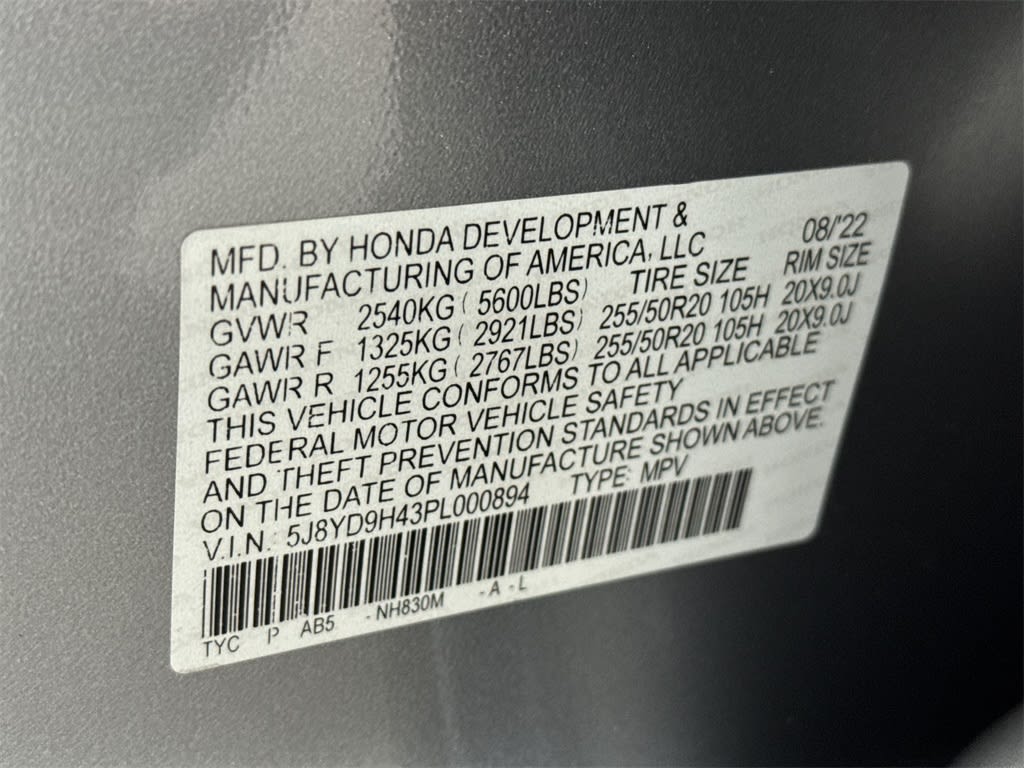 MFD. BY HONDA DEVELOPMENT & 08/'22
MANUFACTURING OF AMERICA, LLC
TIRE SIZE RIM SIZE
GVWR 2540KG ( 5600LBS)
GAWR F 1325KG ( 2921LBS) 255/50R20 105H 20X9.0J
GAWR R 1255KG ( 2767LBS) 255/50R20 105H 20X9.0J
THIS VEHICLE CONFORMS TO ALL APPLICABLE
FEDERAL MOTOR VEHICLE SAFETY
AND THEFT PREVENTION STANDARDS IN EFFECT
ON THE DATE OF MANUFACTURE SHOWN ABOVE.
V.I.N. 5J8YD9H43PL000894 TYPE: MPV
TYC P AB5 -NH830M -A-L